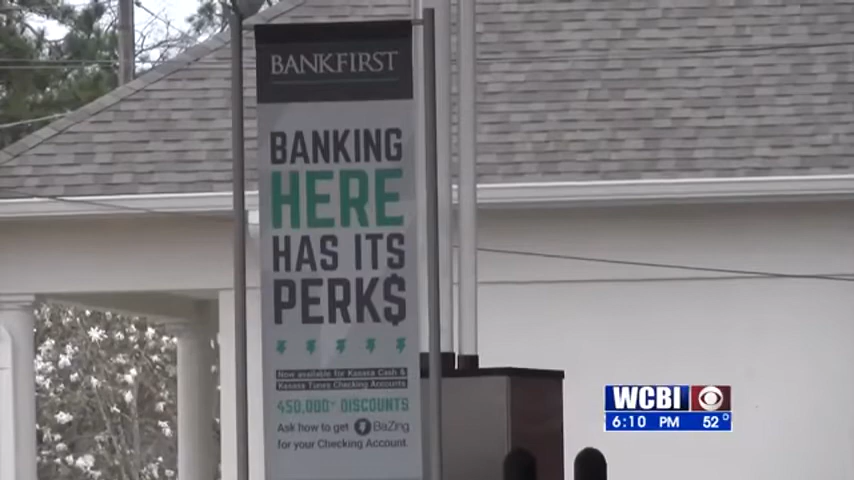 BANKFIRST
BANKING
HERE
HAS ITS
PERK$
Now available for Kasasa Cash &
Kasasa Tunes Checking Accounts
450,000+ DISCOUNTS
Ask how to get BaZing
for your Checking Account.
WCBI
6:10 PM 52°